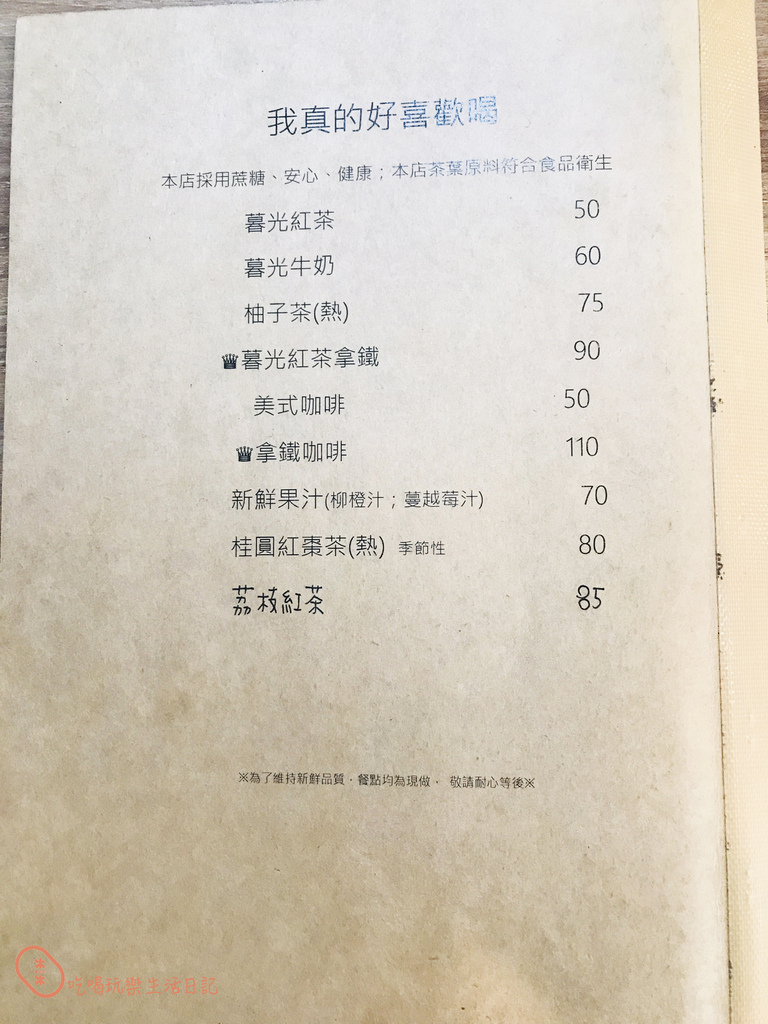 我真的好喜歡喝
本店採用蔗糖、安心、健康；本店茶葉原料符合食品衛生
暮光紅茶 50
暮光牛奶 60
柚子茶(熱) 75
暮光紅茶拿鐵 90
美式咖啡 50
拿鐵咖啡 110
新鮮果汁(柳橙汁；蔓越莓汁) 70
桂圓紅棗茶(熱) 季節性 80
荔枝紅茶 85
※為了維持新鮮品質．餐點均為現做． 敬請耐心等後※
吃喝玩樂生活日記